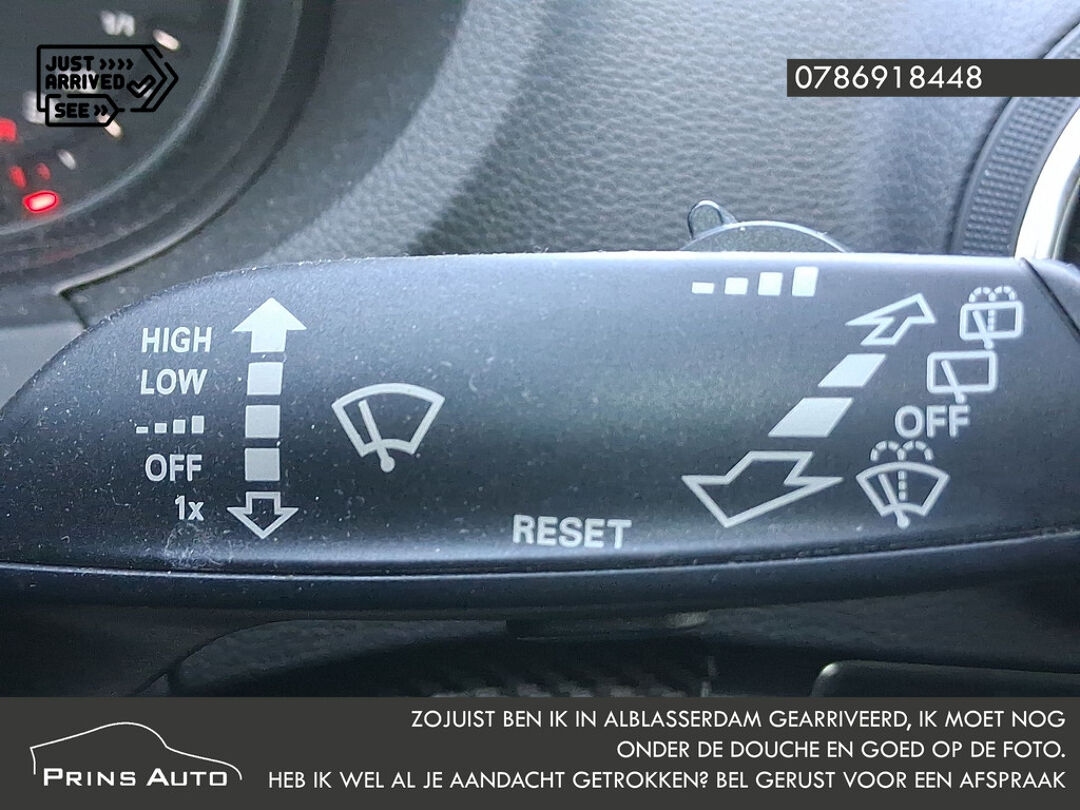 JUST
ARRIVED
SEE
0786918448
HIGH
LOW
OFF
1x
RESET
OFF
ZOJUIST BEN IK IN ALBLASSERDAM GEARRIVEERD, IK MOET NOG
ONDER DE DOUCHE EN GOED OP DE FOTO.
HEB IK WEL AL JE AANDACHT GETROKKEN? BEL GERUST VOOR EEN AFSPRAAK
PRINS AUTO